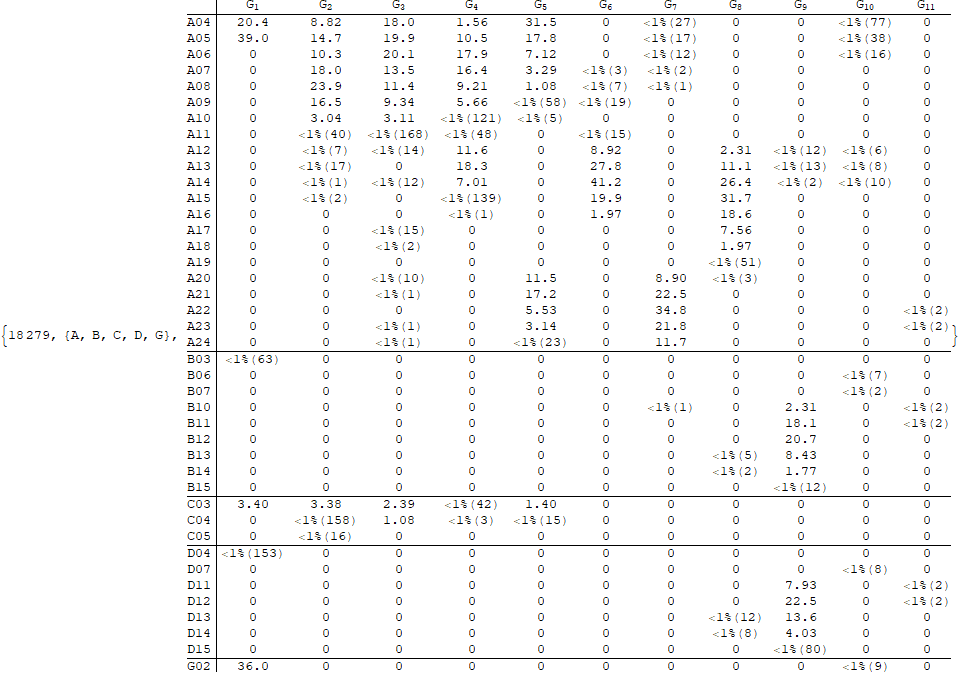 G1 G2 G3 G4 G5 G6 G7 G8 G9 G10 G11
A04 20.4 8.82 18.0 1.56 31.5 0 <1%(27) 0 0 <1%(77) 0
A05 39.0 14.7 19.9 10.5 17.8 0 <1%(17) 0 0 <1%(38) 0
A06 0 10.3 20.1 17.9 7.12 0 <1%(12) 0 0 <1%(16) 0
A07 0 18.0 13.5 16.4 3.29 <1%(3) <1%(2) 0 0 0 0
A08 0 23.9 11.4 9.21 1.08 <1%(7) <1%(1) 0 0 0 0
A09 0 16.5 9.34 5.66 <1%(58) <1%(19) 0 0 0 0 0
A10 0 3.04 3.11 <1%(121) <1%(5) 0 0 0 0 0 0
A11 0 <1%(40) <1%(168) <1%(48) 0 <1%(15) 0 0 0 0 0
A12 0 <1%(7) <1%(14) 11.6 0 8.92 0 2.31 <1%(12) <1%(6) 0
A13 0 <1%(17) 0 18.3 0 27.8 0 11.1 <1%(13) <1%(8) 0
A14 0 <1%(1) <1%(12) 7.01 0 41.2 0 26.4 <1%(2) <1%(10) 0
A15 0 <1%(2) 0 <1%(139) 0 19.9 0 31.7 0 0 0
A16 0 0 0 <1%(1) 0 1.97 0 18.6 0 0 0
A17 0 0 <1%(15) 0 0 0 0 7.56 0 0 0
A18 0 0 <1%(2) 0 0 0 0 1.97 0 0 0
A19 0 0 0 0 0 0 0 <1%(51) 0 0 0
A20 0 0 <1%(10) 0 11.5 0 8.90 <1%(3) 0 0 0
A21 0 0 <1%(1) 0 17.2 0 22.5 0 0 0 0
A22 0 0 0 0 5.53 0 34.8 0 0 0 <1%(2)
A23 0 0 <1%(1) 0 3.14 0 21.8 0 0 0 <1%(2)
{18279, {A, B, C, D, G}, }
A24 0 0 <1%(1) 0 <1%(23) 0 11.7 0 0 0 0
B03 <1%(63) 0 0 0 0 0 0 0 0 0 0
B06 0 0 0 0 0 0 0 0 0 <1%(7) 0
B07 0 0 0 0 0 0 0 0 0 <1%(2) 0
B10 0 0 0 0 0 0 <1%(1) 0 2.31 0 <1%(2)
B11 0 0 0 0 0 0 0 0 18.1 0 <1%(2)
B12 0 0 0 0 0 0 0 0 20.7 0 0
B13 0 0 0 0 0 0 0 <1%(5) 8.43 0 0
B14 0 0 0 0 0 0 0 <1%(2) 1.77 0 0
B15 0 0 0 0 0 0 0 0 <1%(12) 0 0
C03 3.40 3.38 2.39 <1%(42) 1.40 0 0 0 0 0 0
C04 0 <1%(158) 1.08 <1%(3) <1%(15) 0 0 0 0 0 0
C05 0 <1%(16) 0 0 0 0 0 0 0 0 0
D04 <1%(153) 0 0 0 0 0 0 0 0 0 0
D07 0 0 0 0 0 0 0 0 0 <1%(8) 0
D11 0 0 0 0 0 0 0 0 7.93 0 <1%(2)
D12 0 0 0 0 0 0 0 0 22.5 0 <1%(2)
D13 0 0 0 0 0 0 0 <1%(12) 13.6 0 0
D14 0 0 0 0 0 0 0 <1%(8) 4.03 0 0
D15 0 0 0 0 0 0 0 0 <1%(80) 0 0
G02 36.0 0 0 0 0 0 0 0 0 <1%(9) 0